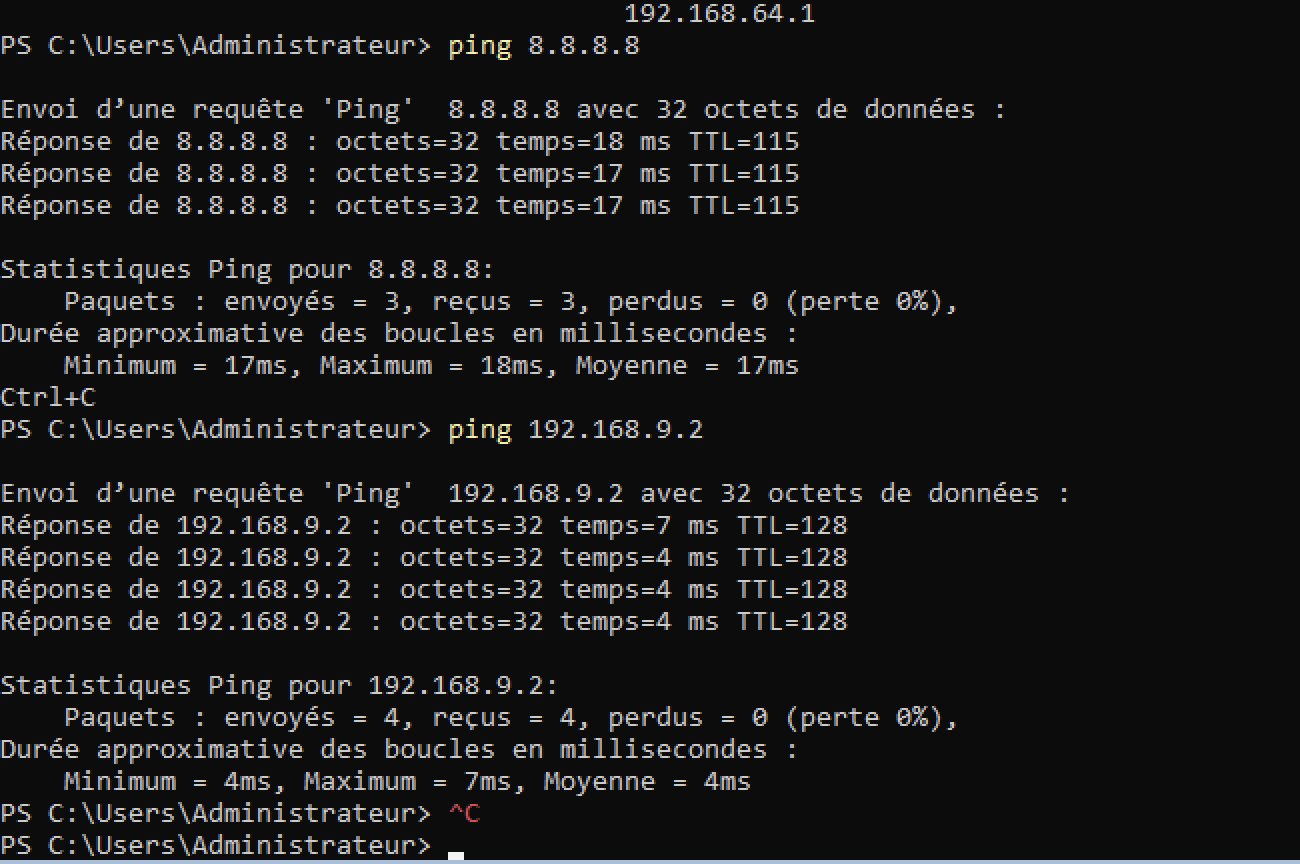 192.168.64.1
PS C:\Users\Administrateur> ping 8.8.8.8
Envoi d’une requête 'Ping'  8.8.8.8 avec 32 octets de données :
Réponse de 8.8.8.8 : octets=32 temps=18 ms TTL=115
Réponse de 8.8.8.8 : octets=32 temps=17 ms TTL=115
Réponse de 8.8.8.8 : octets=32 temps=17 ms TTL=115
Statistiques Ping pour 8.8.8.8:
    Paquets : envoyés = 3, reçus = 3, perdus = 0 (perte 0%),
Durée approximative des boucles en millisecondes :
    Minimum = 17ms, Maximum = 18ms, Moyenne = 17ms
Ctrl+C
PS C:\Users\Administrateur> ping 192.168.9.2
Envoi d’une requête 'Ping'  192.168.9.2 avec 32 octets de données :
Réponse de 192.168.9.2 : octets=32 temps=7 ms TTL=128
Réponse de 192.168.9.2 : octets=32 temps=4 ms TTL=128
Réponse de 192.168.9.2 : octets=32 temps=4 ms TTL=128
Réponse de 192.168.9.2 : octets=32 temps=4 ms TTL=128
Statistiques Ping pour 192.168.9.2:
    Paquets : envoyés = 4, reçus = 4, perdus = 0 (perte 0%),
Durée approximative des boucles en millisecondes :
    Minimum = 4ms, Maximum = 7ms, Moyenne = 4ms
PS C:\Users\Administrateur> ^C
PS C:\Users\Administrateur>